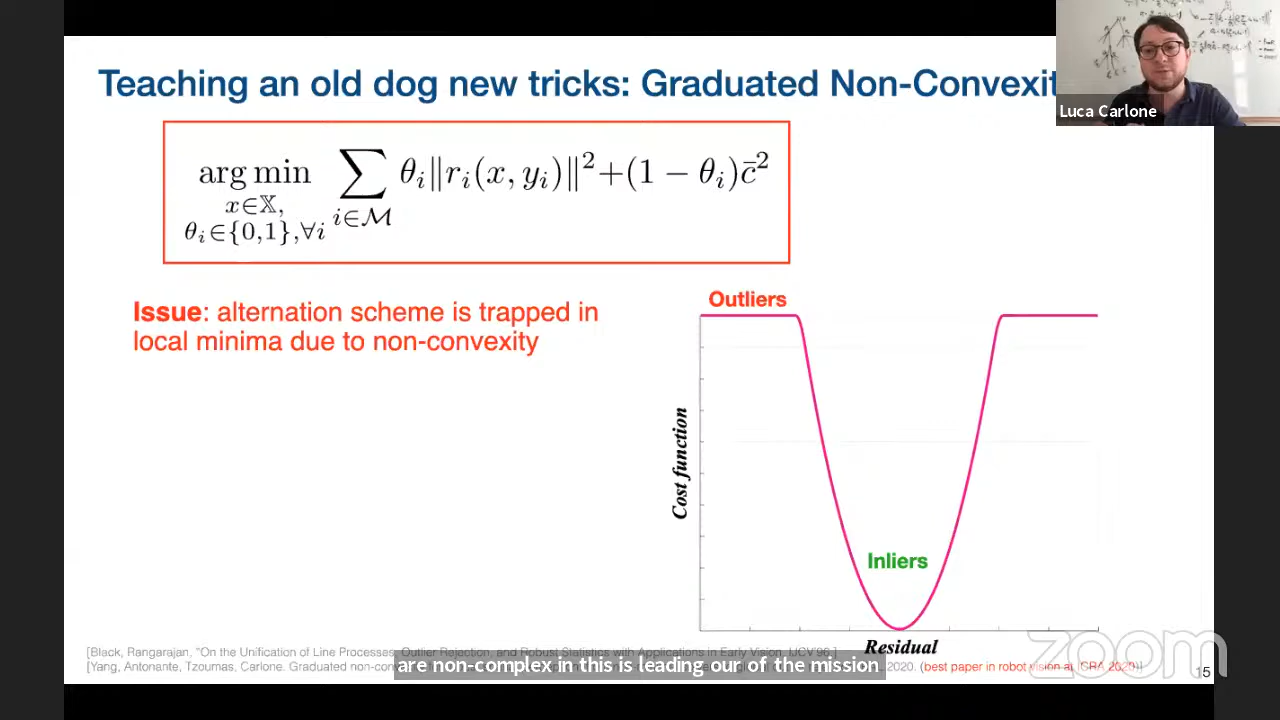 Teaching an old dog new tricks: Graduated Non-Convexit
Luca Carlone
arg min x∈𝕏, θᵢ∈{0,1},∀i ∑ i∈ℳ θᵢ‖rᵢ(x, yᵢ)‖²+(1 − θᵢ)c̄²
Issue: alternation scheme is trapped in
local minima due to non-convexity
Outliers
Cost function
Inliers
Residual
[Black, Rangarajan. "On the Unification of Line Processes, Outlier Rejection, and Robust Statistics with Applications in Early Vision, IJCV'96.]
[Yang, Antonante, Tzoumas, Carlone. Graduated non-con 2020. (best paper in robot vision at ICRA 2020)]
are non-complex in this is leading our of the mission
zoom
15